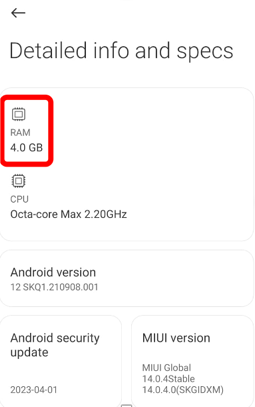 Detailed info and specs
RAM
4.0 GB
CPU
Octa-core Max 2.20GHz
Android version
12 SKQ1.210908.001
Android security
update
2023-04-01
MIUI version
MIUI Global
14.0.4Stable
14.0.4.0(SKGIDXM)